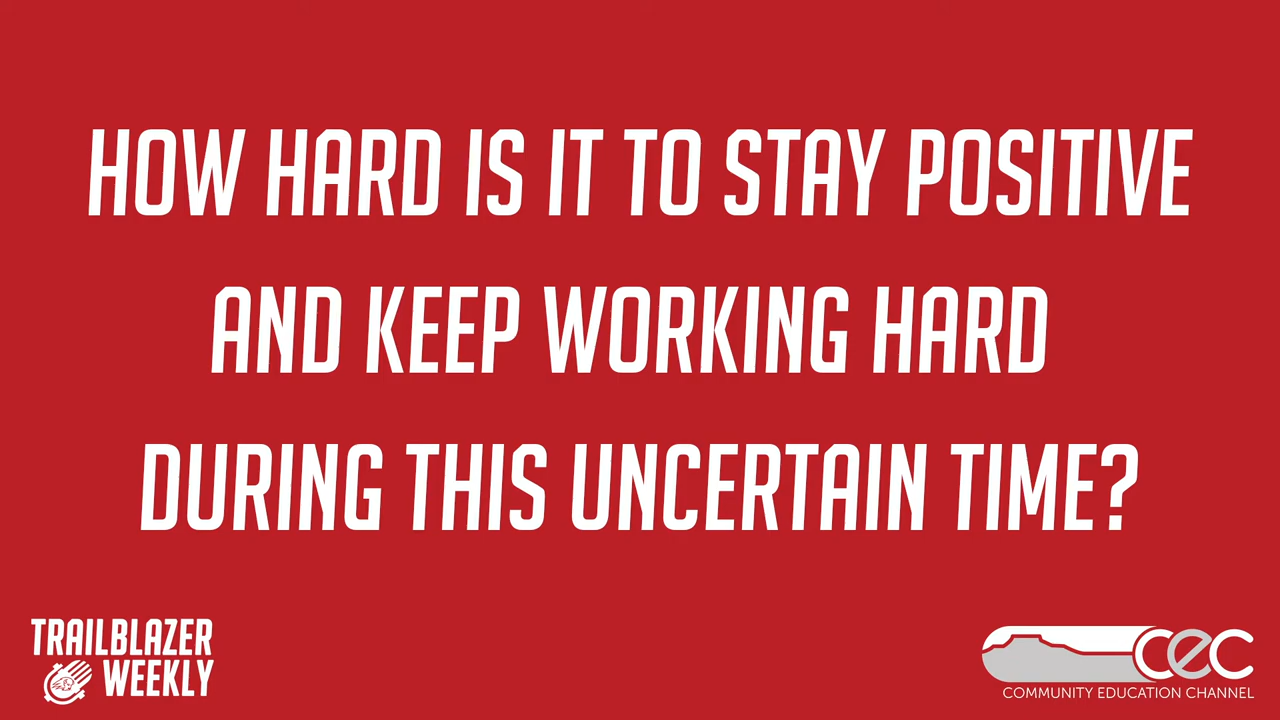 HOW HARD IS IT TO STAY POSITIVE
AND KEEP WORKING HARD
DURING THIS UNCERTAIN TIME?
TRAILBLAZER
WEEKLY
cec
COMMUNITY EDUCATION CHANNEL